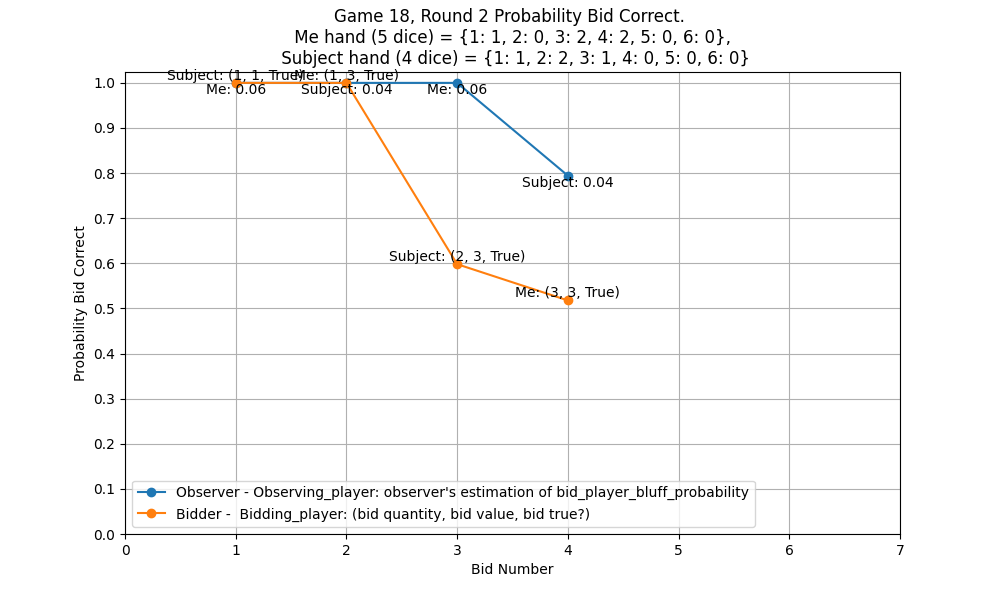 Game 18, Round 2 Probability Bid Correct.
Me hand (5 dice) = {1: 1, 2: 0, 3: 2, 4: 2, 5: 0, 6: 0},
Subject hand (4 dice) = {1: 1, 2: 2, 3: 1, 4: 0, 5: 0, 6: 0}
Subject: (1, 1, True)
Me: (1, 3, True)
Me: 0.06
Subject: 0.04
Me: 0.06
Subject: 0.04
Subject: (2, 3, True)
Me: (3, 3, True)
Probability Bid Correct
1.0
0.9
0.8
0.7
0.6
0.5
0.4
0.3
0.2
0.1
0.0
Observer - Observing_player: observer's estimation of bid_player_bluff_probability
Bidder -  Bidding_player: (bid quantity, bid value, bid true?)
0 1 2 3 4 5 6 7
Bid Number